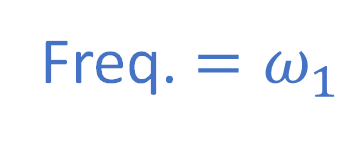 Freq. = ω₁